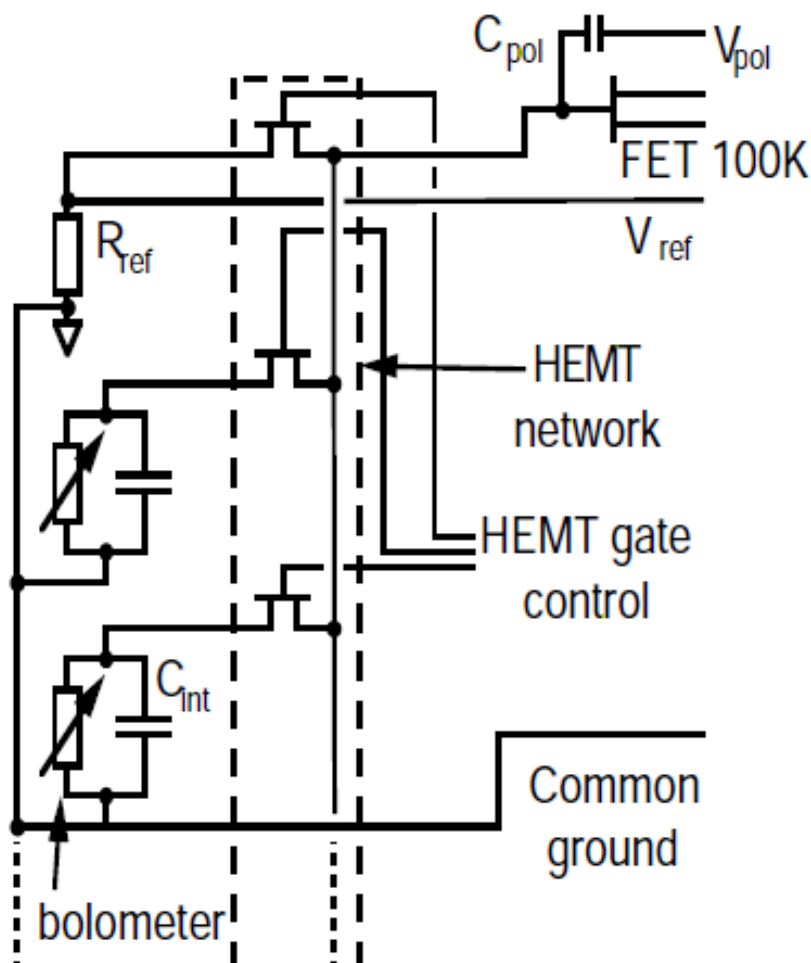 C_pol
V_pol
FET 100K
R_ref
V_ref
HEMT
network
HEMT gate
control
C_int
Common
ground
bolometer